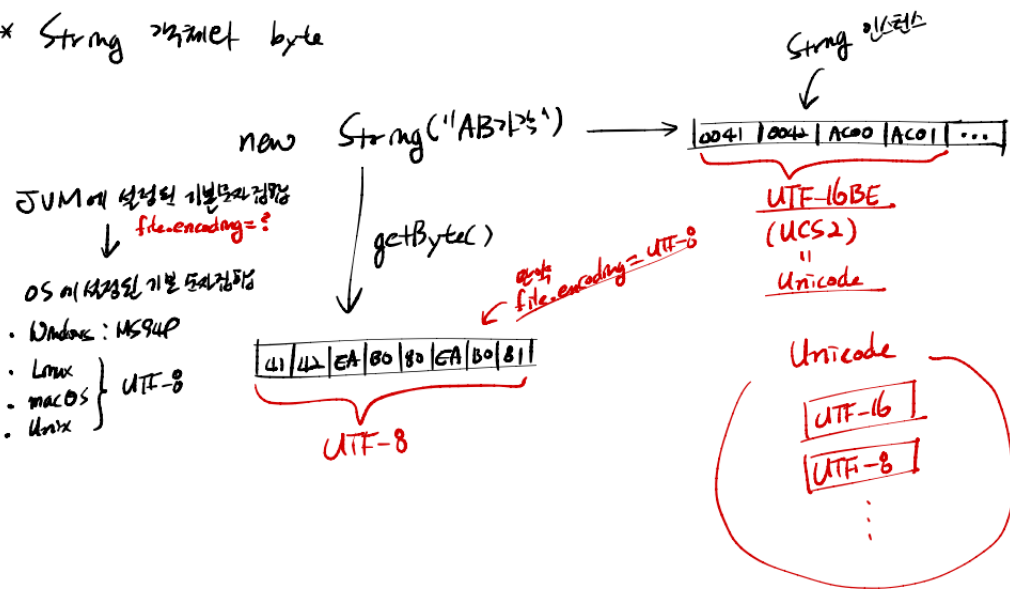 * String 객체와 byte
String 인스턴스
new String("AB가각")
0041 0042 AC00 AC01 ...
UTF-16BE
(UCS2)
"
Unicode
JVM에 설정된 기본문자집합
file.encoding=?
getByte()
만약
file.encoding=UTF-8
OS에 설정된 기본 문자집합
• Windows : MS949
• Linux
• macOS
• Unix
UTF-8
41 42 EA B0 80 EA B0 81
UTF-8
Unicode
UTF-16
UTF-8